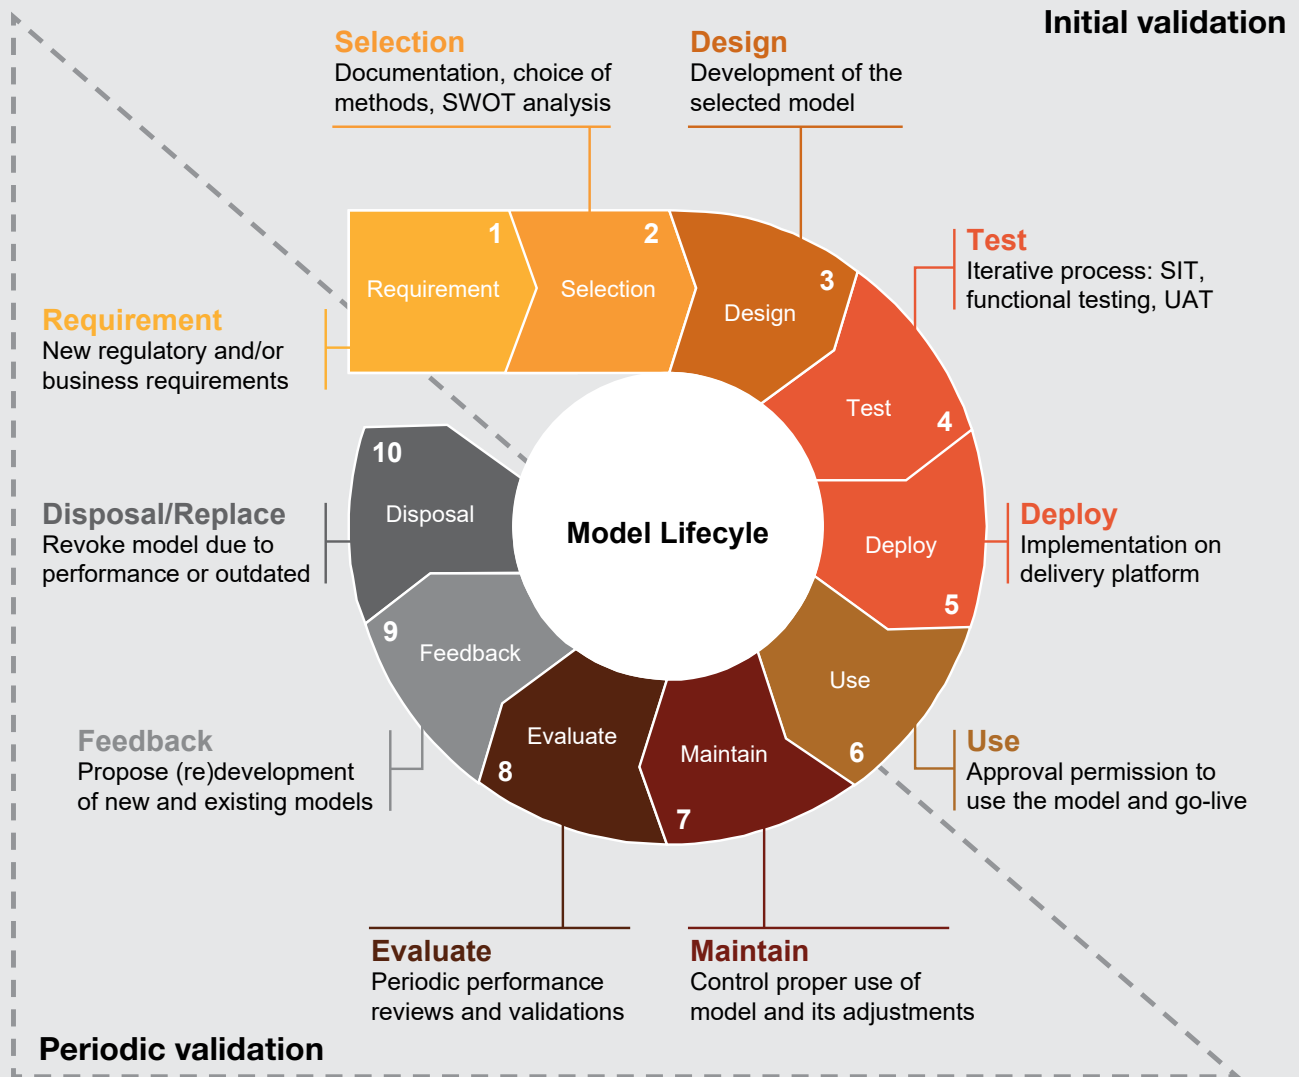 Initial validation
Selection
Documentation, choice of
methods, SWOT analysis
Design
Development of the
selected model
Test
Iterative process: SIT,
functional testing, UAT
Requirement
New regulatory and/or
business requirements
1
Requirement
2
Selection
3
Design
Test
4
Deploy
5
Use
6
Maintain
7
Evaluate
8
9
Feedback
10
Disposal
Model Lifecyle
Disposal/Replace
Revoke model due to
performance or outdated
Deploy
Implementation on
delivery platform
Feedback
Propose (re)development
of new and existing models
Use
Approval permission to
use the model and go-live
Evaluate
Periodic performance
reviews and validations
Maintain
Control proper use of
model and its adjustments
Periodic validation